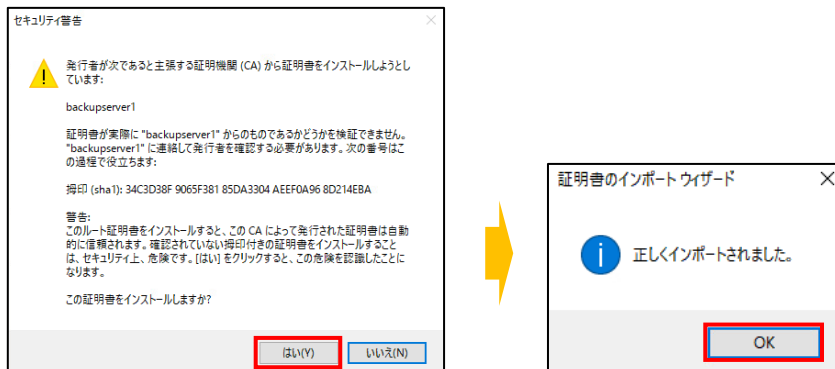 セキュリティ警告
発行者が次であると主張する証明機関 (CA) から証明書をインストールしようとし
ています:
backupserver1
証明書が実際に "backupserver1" からのものであるかどうかを検証できません。
"backupserver1" に連絡して発行者を確認する必要があります。次の番号はこ
の過程で役立ちます:
拇印 (sha1): 34C3D38F 9065F381 85DA3304 AEEF0A96 8D214EBA
警告:
このルート証明書をインストールすると、この CA によって発行された証明書は自動
的に信頼されます。確認されていない拇印付きの証明書をインストールすること
は、セキュリティ上、危険です。[はい] をクリックすると、この危険を認識したことに
なります。
この証明書をインストールしますか?
はい(Y)
いいえ(N)
証明書のインポート ウィザード
正しくインポートされました。
OK